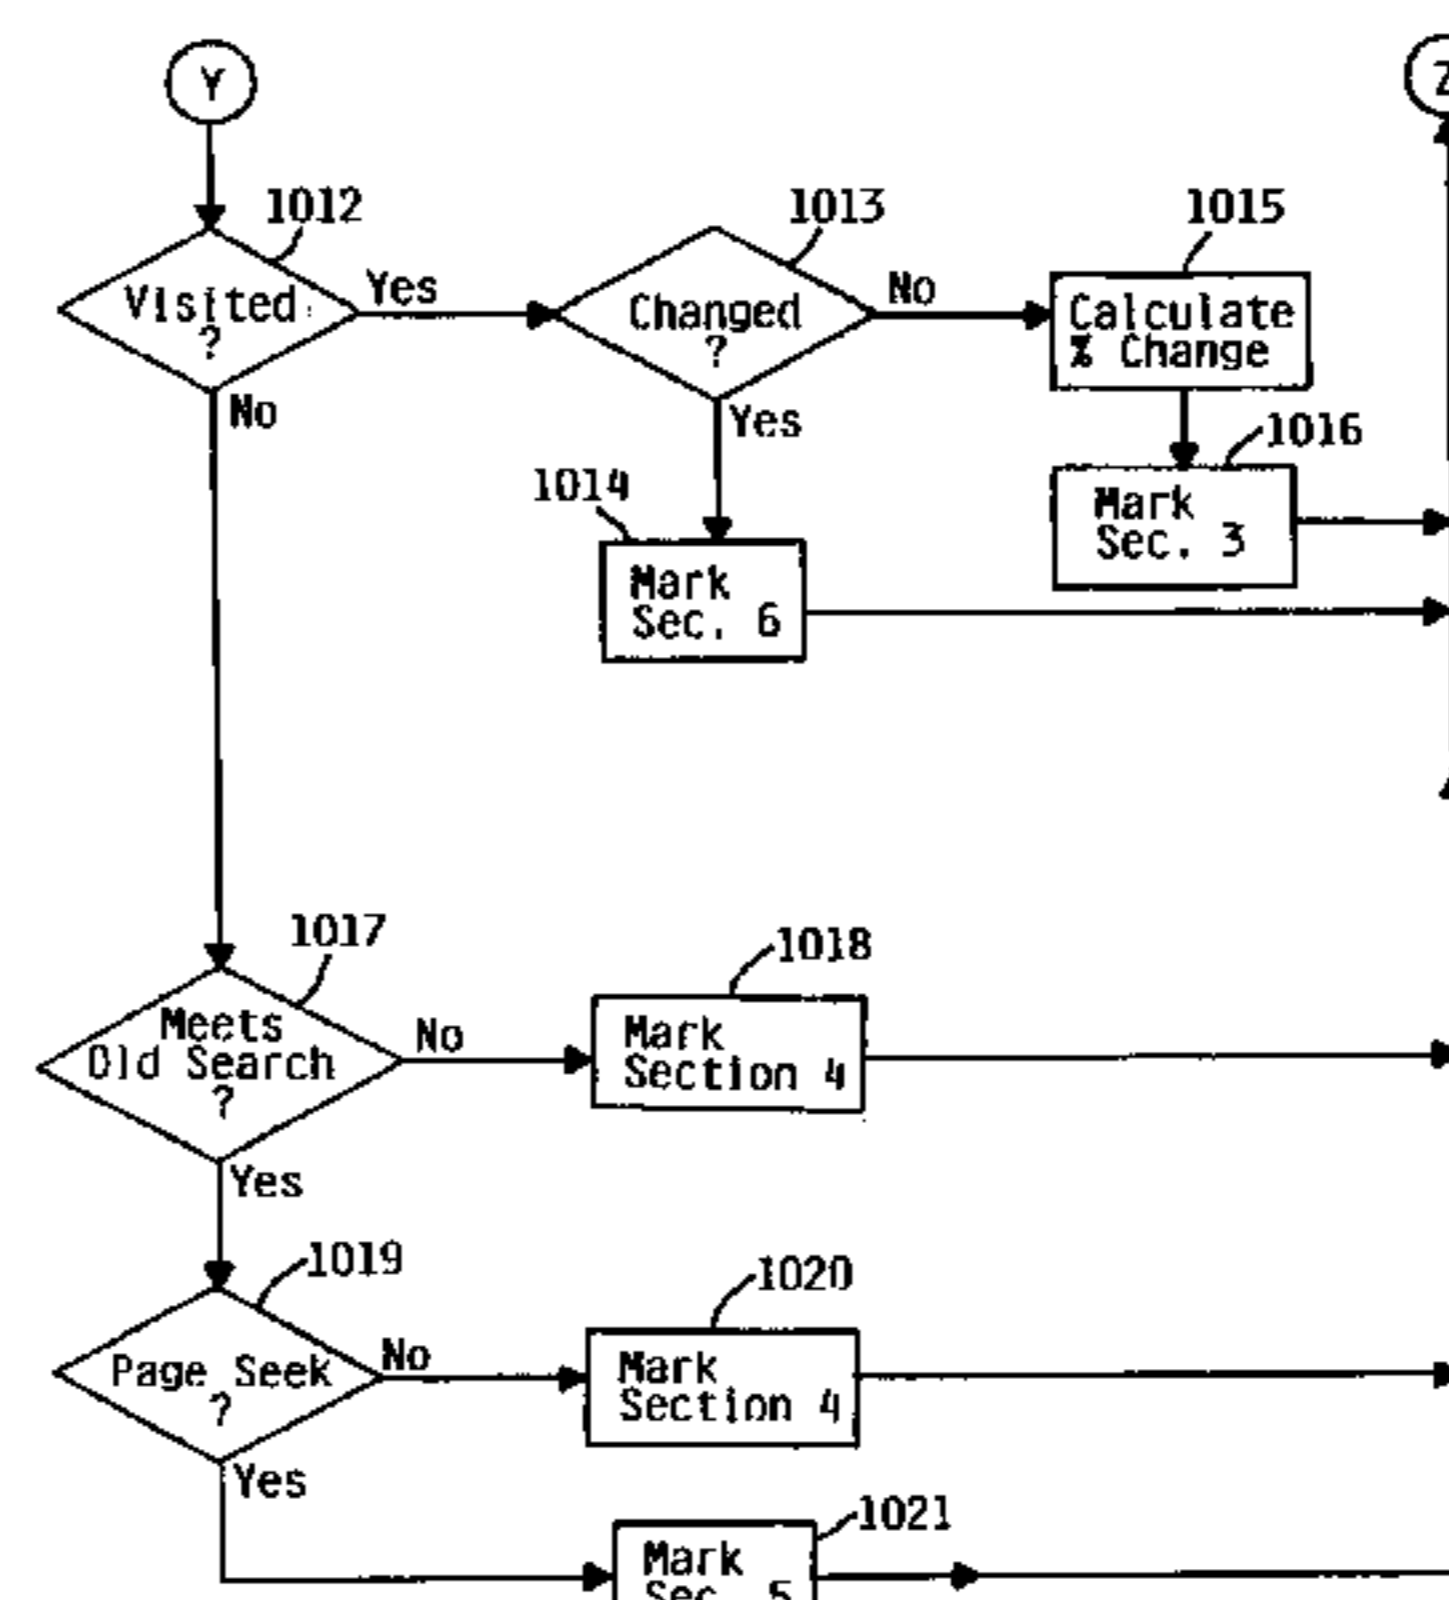 Y
Z
1012
1013
1015
Visited
?
Yes
Changed
?
No
Calculate
% Change
No
Yes
1016
1014
Mark
Sec. 3
Mark
Sec. 6
1017
1018
Meets
Old Search
?
No
Mark
Section 4
Yes
1019
1020
Page Seek
?
No
Mark
Section 4
Yes
1021
Mark
Sec. 5